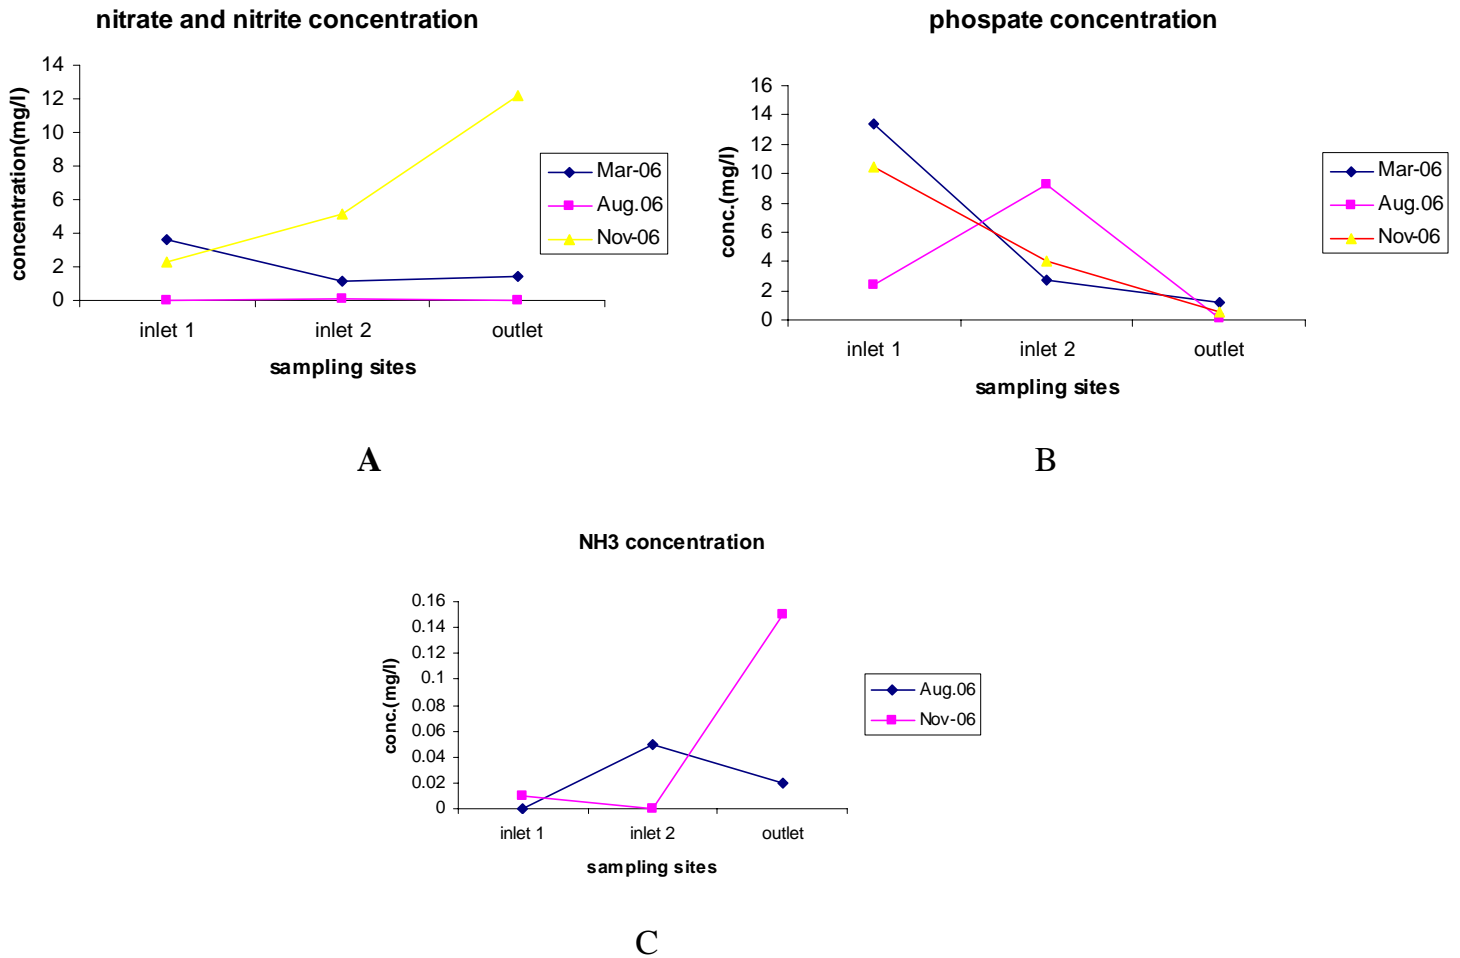 nitrate and nitrite concentration
14
12
10
8
6
4
2
0
concentration(mg/l)
inlet 1 inlet 2 outlet
sampling sites
Mar-06
Aug.06
Nov-06
A
phospate concentration
16
14
12
10
8
6
4
2
0
conc.(mg/l)
inlet 1 inlet 2 outlet
sampling sites
Mar-06
Aug.06
Nov-06
B
NH3 concentration
0.16
0.14
0.12
0.1
0.08
0.06
0.04
0.02
0
conc.(mg/l)
inlet 1 inlet 2 outlet
sampling sites
Aug.06
Nov-06
C